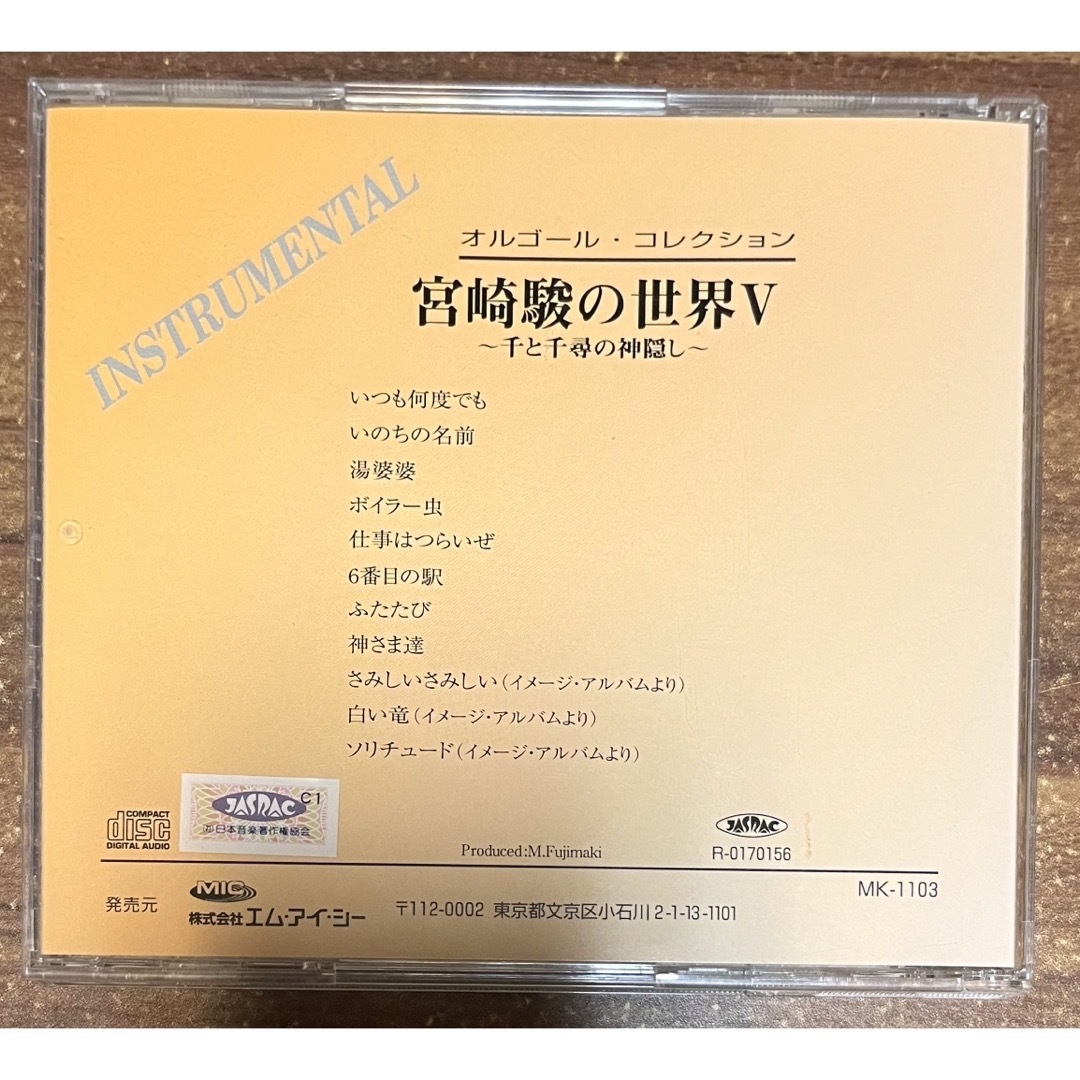 INSTRUMENTAL
オルゴール・コレクション
宮崎駿の世界V
～千と千尋の神隠し～
いつも何度でも
いのちの名前
湯婆婆
ボイラー虫
仕事はつらいぜ
6番目の駅
ふたたび
神さま達
さみしいさみしい(イメージ・アルバムより)
白い竜(イメージ・アルバムより)
ソリチュード(イメージ・アルバムより)
COMPACT
disc
DIGITAL AUDIO
JASRAC C1
㈳日本音楽著作権協会
Produced:M.Fujimaki
JASRAC
R-0170156
MK-1103
発売元
MIC
株式会社エム・アイ・シー
〒112-0002 東京都文京区小石川2-1-13-1101